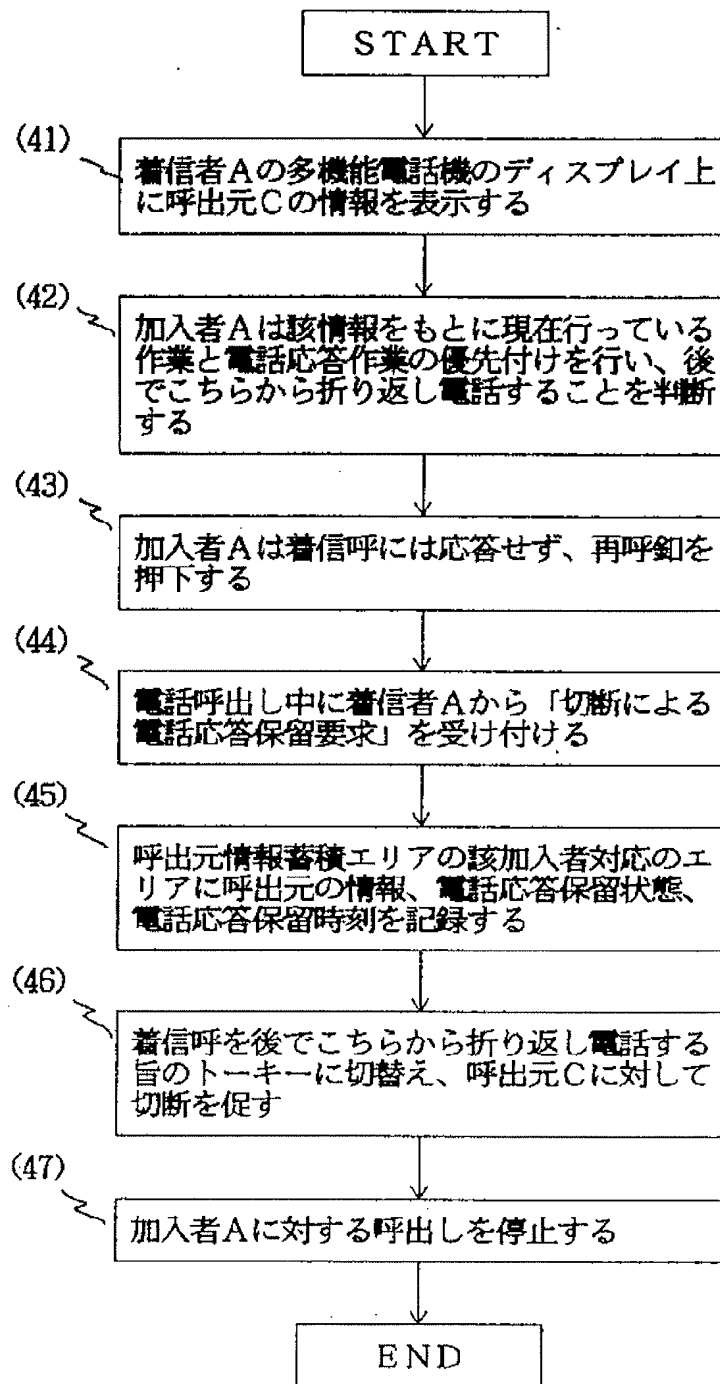 START
(41)
着信者Aの多機能電話機のディスプレイ上
に呼出元Cの情報を表示する
(42)
加入者Aは該情報をもとに現在行っている
作業と電話応答作業の優先付けを行い、後
でこちらから折り返し電話することを判断
する
(43)
加入者Aは着信呼には応答せず、再呼釦を
押下する
(44)
電話呼出し中に着信者Aから「切断による
電話応答保留要求」を受け付ける
(45)
呼出元情報蓄積エリアの該加入者対応のエ
リアに呼出元の情報、電話応答保留状態、
電話応答保留時刻を記録する
(46)
着信呼を後でこちらから折り返し電話する
旨のトーキーに切替え、呼出元Cに対して
切断を促す
(47)
加入者Aに対する呼出しを停止する
END